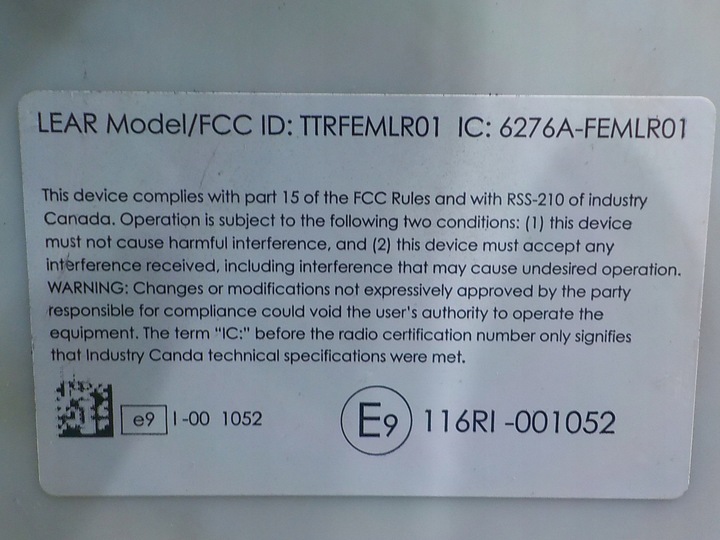 LEAR Model/FCC ID: TTRFEMLR01 IC: 6276A-FEMLR01
This device complies with part 15 of the FCC Rules and with RSS-210 of industry
Canada. Operation is subject to the following two conditions: (1) this device
must not cause harmful interference, and (2) this device must accept any
interference received, including interference that may cause undesired operation.
WARNING: Changes or modifications not expressively approved by the party
responsible for compliance could void the user's authority to operate the
equipment. The term "IC:" before the radio certification number only signifies
that Industry Canda technical specifications were met.
e9 I-00 1052
E9 116RI -001052